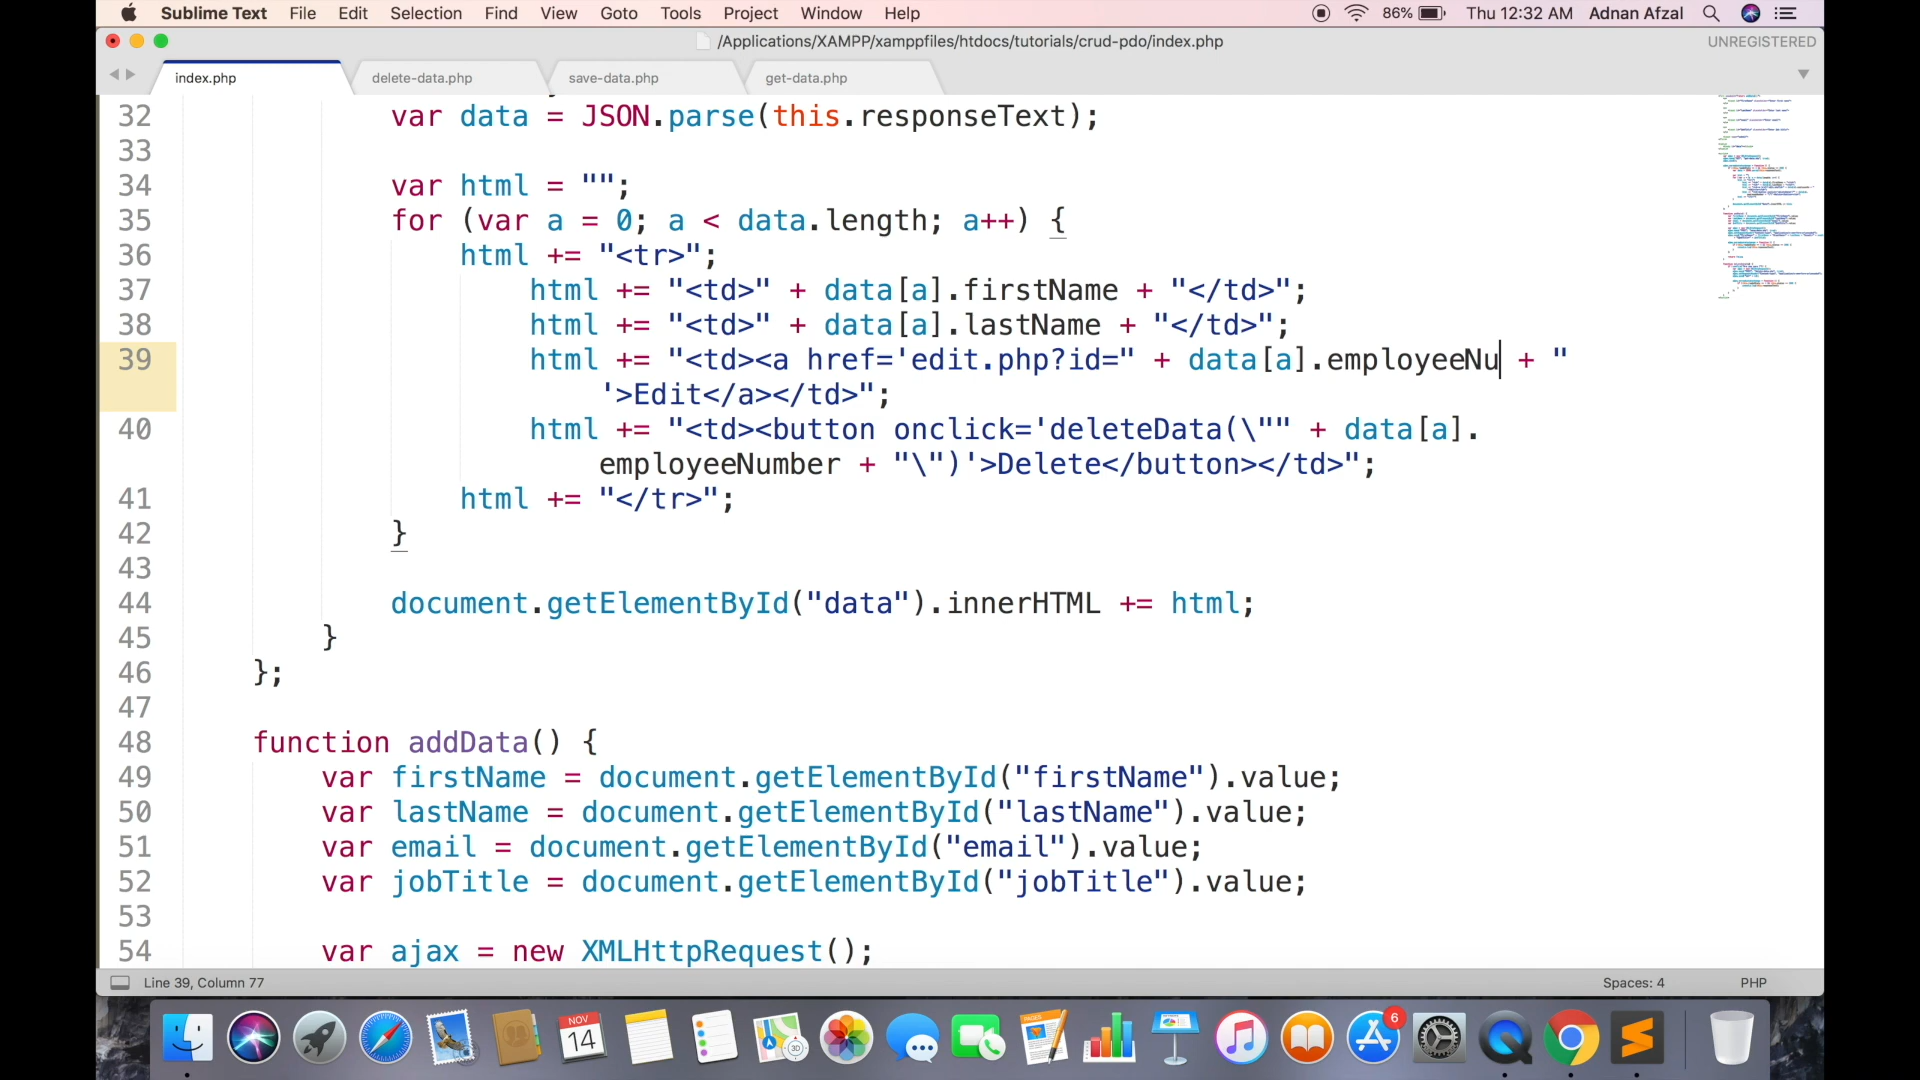 Sublime Text File Edit Selection Find View Goto Tools Project Window Help 86% Thu 12:32 AM Adnan Afzal
/Applications/XAMPP/xamppfiles/htdocs/tutorials/crud-pdo/index.php UNREGISTERED
index.php delete-data.php save-data.php get-data.php
32 var data = JSON.parse(this.responseText);
33
34 var html = "";
35 for (var a = 0; a < data.length; a++) {
36 html += "<tr>";
37 html += "<td>" + data[a].firstName + "</td>";
38 html += "<td>" + data[a].lastName + "</td>";
39 html += "<td><a href='edit.php?id=" + data[a].employeeNu + "
'>Edit</a></td>";
40 html += "<td><button onclick='deleteData(\"" + data[a].
employeeNumber + "\")'>Delete</button></td>";
41 html += "</tr>";
42 }
43
44 document.getElementById("data").innerHTML += html;
45 }
46 };
47
48 function addData() {
49 var firstName = document.getElementById("firstName").value;
50 var lastName = document.getElementById("lastName").value;
51 var email = document.getElementById("email").value;
52 var jobTitle = document.getElementById("jobTitle").value;
53
54 var ajax = new XMLHttpRequest();
Line 39, Column 77 Spaces: 4 PHP
NOV
14
PAGES
6